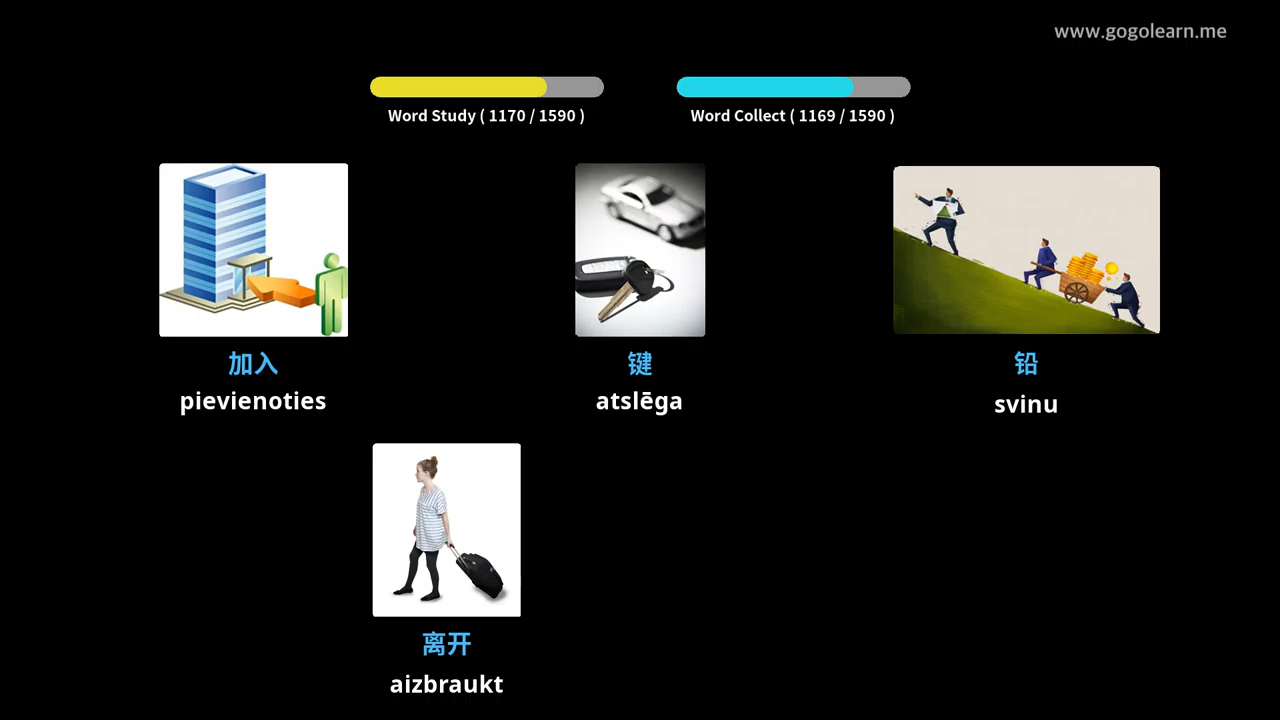 www.gogolearn.me
Word Study ( 1170 / 1590 )
Word Collect ( 1169 / 1590 )
加入
pievienoties
键
atslēga
铅
svinu
离开
aizbraukt